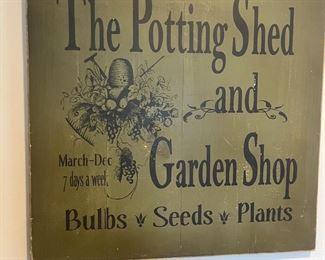 The Potting Shed
and
March-Dec
7 days a week
Garden Shop
Bulbs Seeds Plants